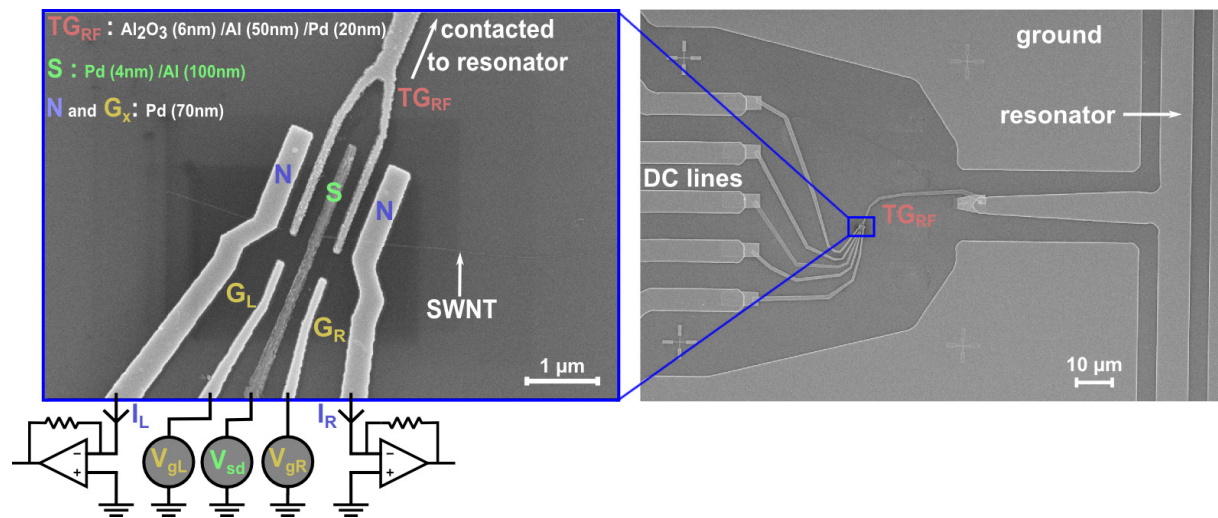 TG_RF : Al₂O₃ (6nm) /Al (50nm) /Pd (20nm)
S : Pd (4nm) /Al (100nm)
N and Gₓ: Pd (70nm)
contacted
to resonator
TG_RF
N
S
N
G_L
G_R
SWNT
1 µm
I_L
I_R
V_gL
V_sd
V_gR
−
+
−
+
ground
resonator
DC lines
TG_RF
10 µm